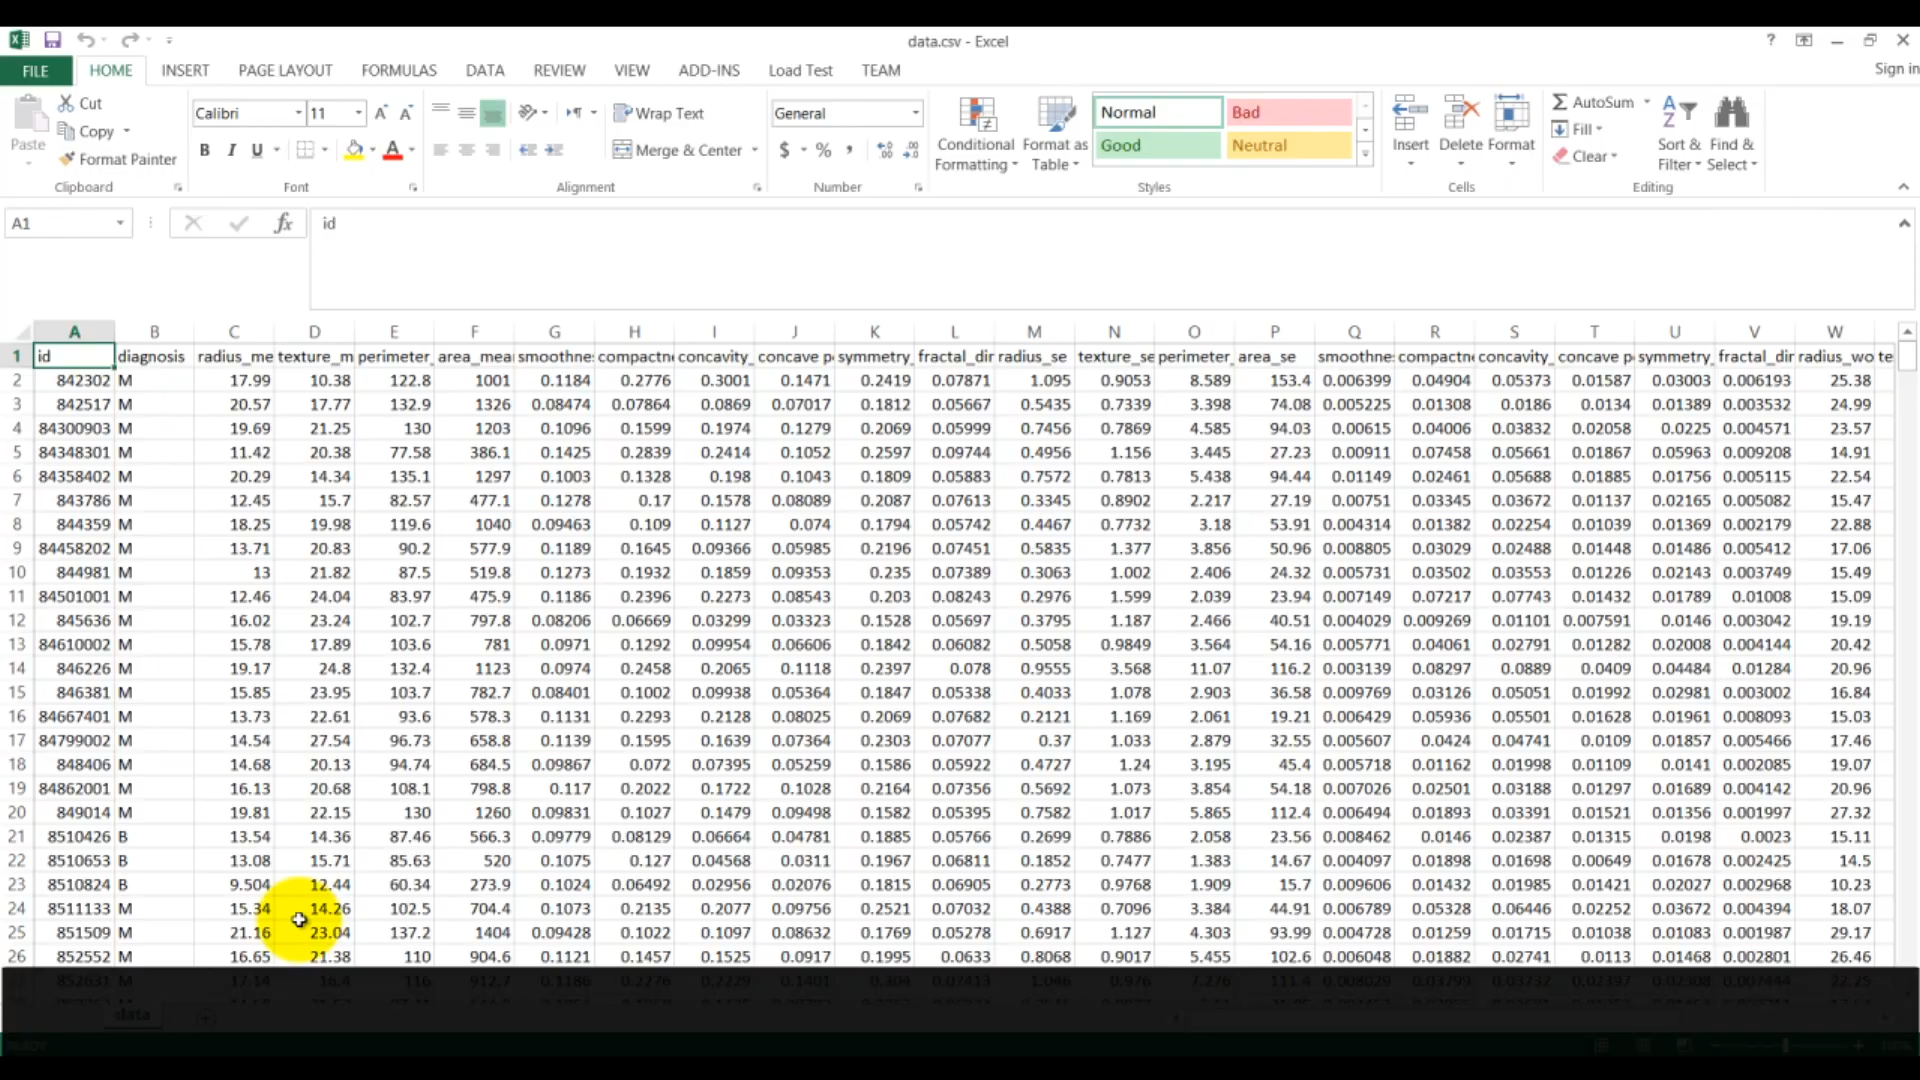 data.csv - Excel
?
Sign in
FILE HOME INSERT PAGE LAYOUT FORMULAS DATA REVIEW VIEW ADD-INS Load Test TEAM
Paste
Cut
Copy
Format Painter
Clipboard
Calibri 11 A A
B I U A
Font
Wrap Text
Merge & Center
Alignment
General
$ % ,
Number
Conditional Formatting
Format as Table
Normal Bad
Good Neutral
Styles
Insert Delete Format
Cells
AutoSum
Fill
Clear
Sort & Filter
Find & Select
Editing
A1 fx id
A B C D E F G H I J K L M N O P Q R S T U V W
1 id diagnosis radius_me texture_m perimeter_ area_mea smoothne compactn concavity_ concave p symmetry_ fractal_dir radius_se texture_se perimeter_ area_se smoothne compactn concavity_ concave p symmetry_ fractal_dir radius_wo te
2 842302 M 17.99 10.38 122.8 1001 0.1184 0.2776 0.3001 0.1471 0.2419 0.07871 1.095 0.9053 8.589 153.4 0.006399 0.04904 0.05373 0.01587 0.03003 0.006193 25.38
3 842517 M 20.57 17.77 132.9 1326 0.08474 0.07864 0.0869 0.07017 0.1812 0.05667 0.5435 0.7339 3.398 74.08 0.005225 0.01308 0.0186 0.0134 0.01389 0.003532 24.99
4 84300903 M 19.69 21.25 130 1203 0.1096 0.1599 0.1974 0.1279 0.2069 0.05999 0.7456 0.7869 4.585 94.03 0.00615 0.04006 0.03832 0.02058 0.0225 0.004571 23.57
5 84348301 M 11.42 20.38 77.58 386.1 0.1425 0.2839 0.2414 0.1052 0.2597 0.09744 0.4956 1.156 3.445 27.23 0.00911 0.07458 0.05661 0.01867 0.05963 0.009208 14.91
6 84358402 M 20.29 14.34 135.1 1297 0.1003 0.1328 0.198 0.1043 0.1809 0.05883 0.7572 0.7813 5.438 94.44 0.01149 0.02461 0.05688 0.01885 0.01756 0.005115 22.54
7 843786 M 12.45 15.7 82.57 477.1 0.1278 0.17 0.1578 0.08089 0.2087 0.07613 0.3345 0.8902 2.217 27.19 0.00751 0.03345 0.03672 0.01137 0.02165 0.005082 15.47
8 844359 M 18.25 19.98 119.6 1040 0.09463 0.109 0.1127 0.074 0.1794 0.05742 0.4467 0.7732 3.18 53.91 0.004314 0.01382 0.02254 0.01039 0.01369 0.002179 22.88
9 84458202 M 13.71 20.83 90.2 577.9 0.1189 0.1645 0.09366 0.05985 0.2196 0.07451 0.5835 1.377 3.856 50.96 0.008805 0.03029 0.02488 0.01448 0.01486 0.005412 17.06
10 844981 M 13 21.82 87.5 519.8 0.1273 0.1932 0.1859 0.09353 0.235 0.07389 0.3063 1.002 2.406 24.32 0.005731 0.03502 0.03553 0.01226 0.02143 0.003749 15.49
11 84501001 M 12.46 24.04 83.97 475.9 0.1186 0.2396 0.2273 0.08543 0.203 0.08243 0.2976 1.599 2.039 23.94 0.007149 0.07217 0.07743 0.01432 0.01789 0.01008 15.09
12 845636 M 16.02 23.24 102.7 797.8 0.08206 0.06669 0.03299 0.03323 0.1528 0.05697 0.3795 1.187 2.466 40.51 0.004029 0.009269 0.01101 0.007591 0.0146 0.003042 19.19
13 84610002 M 15.78 17.89 103.6 781 0.0971 0.1292 0.09954 0.06606 0.1842 0.06082 0.5058 0.9849 3.564 54.16 0.005771 0.04061 0.02791 0.01282 0.02008 0.004144 20.42
14 846226 M 19.17 24.8 132.4 1123 0.0974 0.2458 0.2065 0.1118 0.2397 0.078 0.9555 3.568 11.07 116.2 0.003139 0.08297 0.0889 0.0409 0.04484 0.01284 20.96
15 846381 M 15.85 23.95 103.7 782.7 0.08401 0.1002 0.09938 0.05364 0.1847 0.05338 0.4033 1.078 2.903 36.58 0.009769 0.03126 0.05051 0.01992 0.02981 0.003002 16.84
16 84667401 M 13.73 22.61 93.6 578.3 0.1131 0.2293 0.2128 0.08025 0.2069 0.07682 0.2121 1.169 2.061 19.21 0.006429 0.05936 0.05501 0.01628 0.01961 0.008093 15.03
17 84799002 M 14.54 27.54 96.73 658.8 0.1139 0.1595 0.1639 0.07364 0.2303 0.07077 0.37 1.033 2.879 32.55 0.005607 0.0424 0.04741 0.0109 0.01857 0.005466 17.46
18 848406 M 14.68 20.13 94.74 684.5 0.09867 0.072 0.07395 0.05259 0.1586 0.05922 0.4727 1.24 3.195 45.4 0.005718 0.01162 0.01998 0.01109 0.0141 0.002085 19.07
19 84862001 M 16.13 20.68 108.1 798.8 0.117 0.2022 0.1722 0.1028 0.2164 0.07356 0.5692 1.073 3.854 54.18 0.007026 0.02501 0.03188 0.01297 0.01689 0.004142 20.96
20 849014 M 19.81 22.15 130 1260 0.09831 0.1027 0.1479 0.09498 0.1582 0.05395 0.7582 1.017 5.865 112.4 0.006494 0.01893 0.03391 0.01521 0.01356 0.001997 27.32
21 8510426 B 13.54 14.36 87.46 566.3 0.09779 0.08129 0.06664 0.04781 0.1885 0.05766 0.2699 0.7886 2.058 23.56 0.008462 0.0146 0.02387 0.01315 0.0198 0.0023 15.11
22 8510653 B 13.08 15.71 85.63 520 0.1075 0.127 0.04568 0.0311 0.1967 0.06811 0.1852 0.7477 1.383 14.67 0.004097 0.01898 0.01698 0.00649 0.01678 0.002425 14.5
23 8510824 B 9.504 12.44 60.34 273.9 0.1024 0.06492 0.02956 0.02076 0.1815 0.06905 0.2773 0.9768 1.909 15.7 0.009606 0.01432 0.01985 0.01421 0.02027 0.002968 10.23
24 8511133 M 15.34 14.26 102.5 704.4 0.1073 0.2135 0.2077 0.09756 0.2521 0.07032 0.4388 0.7096 3.384 44.91 0.006789 0.05328 0.06446 0.02252 0.03672 0.004394 18.07
25 851509 M 21.16 23.04 137.2 1404 0.09428 0.1022 0.1097 0.08632 0.1769 0.05278 0.6917 1.127 4.303 93.99 0.004728 0.01259 0.01715 0.01038 0.01083 0.001987 29.17
26 852552 M 16.65 21.38 110 904.6 0.1121 0.1457 0.1525 0.0917 0.1995 0.0633 0.8068 0.9017 5.455 102.6 0.006048 0.01882 0.02741 0.0113 0.01468 0.002801 26.46
852631 M 17.14 16.4 116 912.7 0.1186 0.2276 0.2229 0.1401 0.304 0.07413 1.046 0.976 7.276 111.4 0.008029 0.03799 0.03732 0.02397 0.02308 0.007444 22.25
data